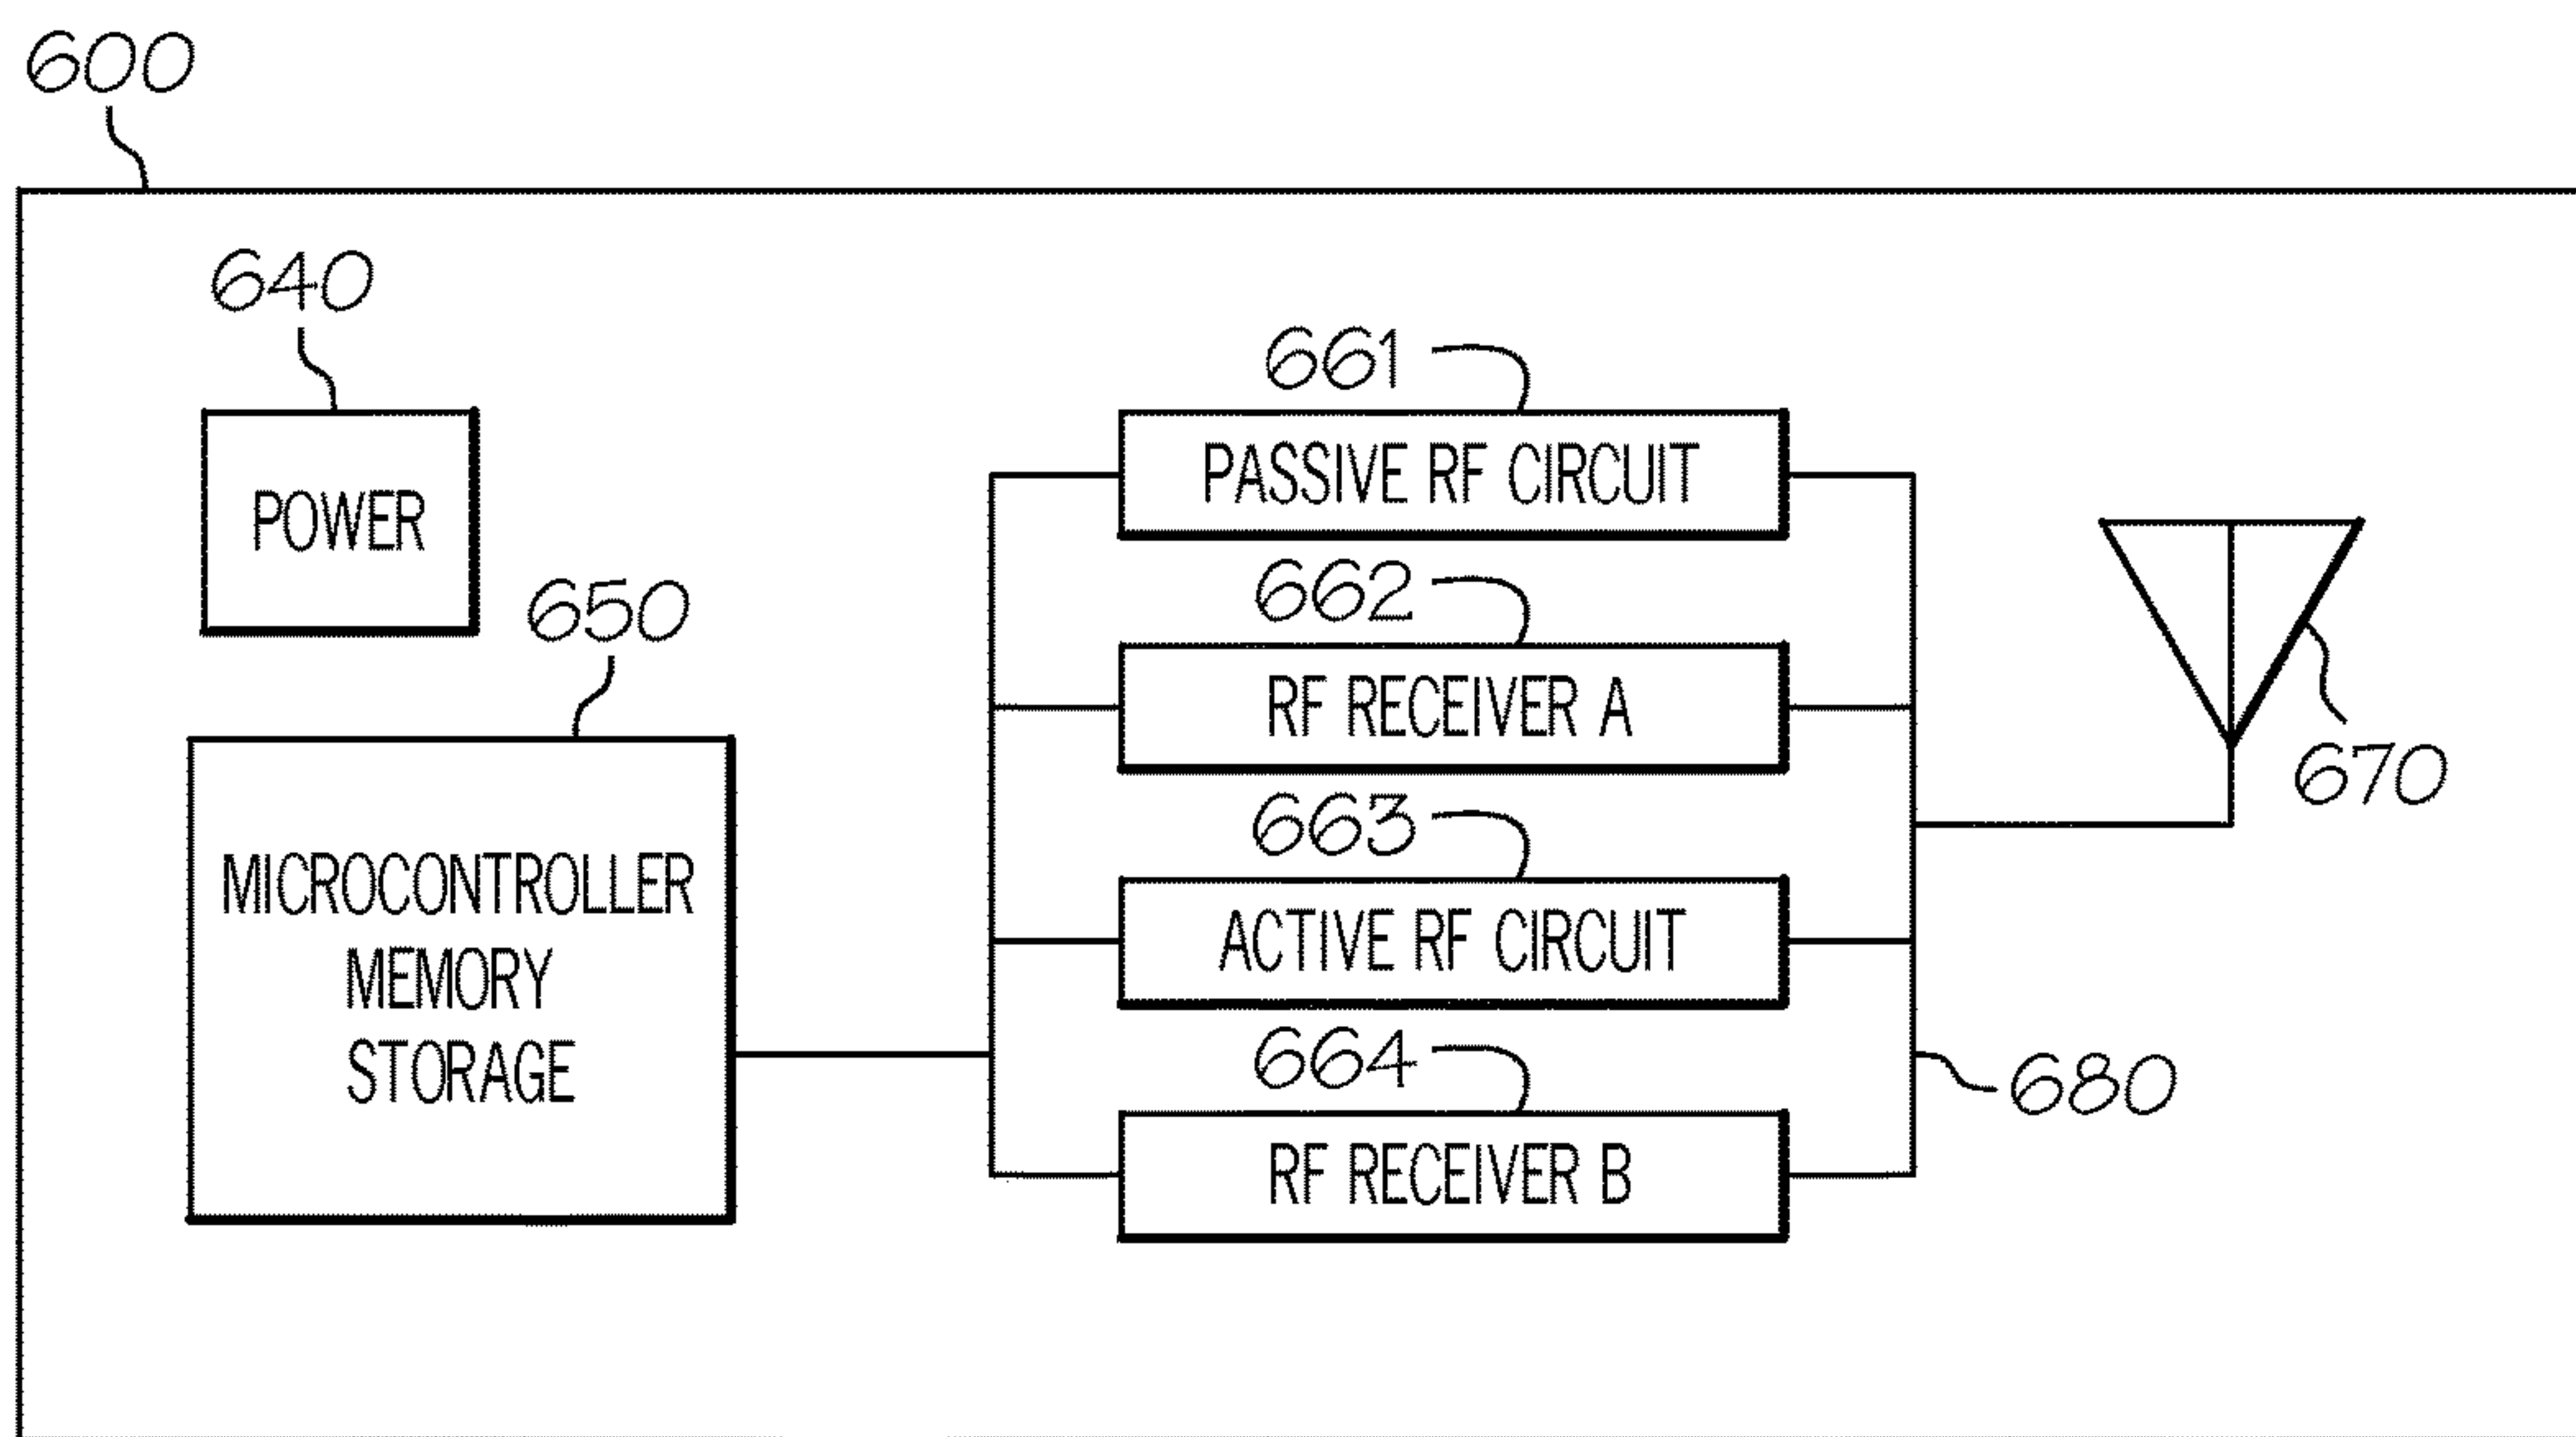 600
640
POWER
650
MICROCONTROLLER
MEMORY
STORAGE
661
PASSIVE RF CIRCUIT
662
RF RECEIVER A
663
ACTIVE RF CIRCUIT
664
RF RECEIVER B
670
680